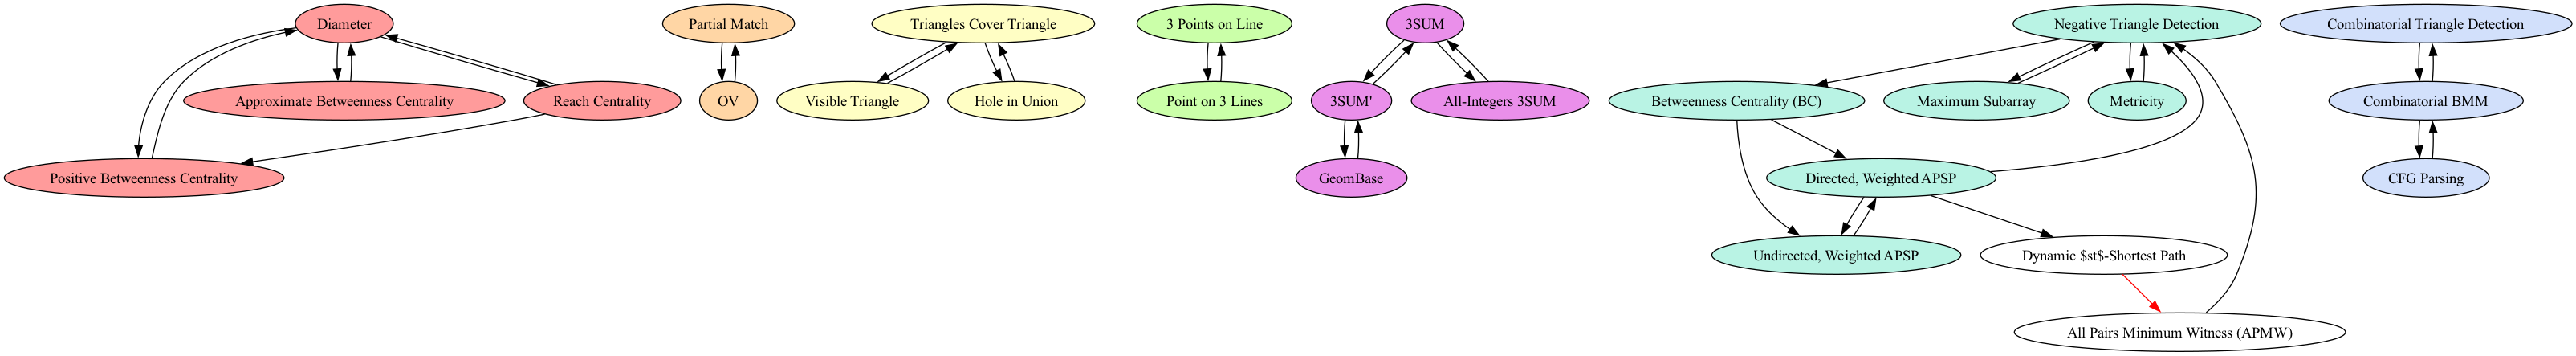 Diameter
Partial Match
Triangles Cover Triangle
3 Points on Line
3SUM
Negative Triangle Detection
Combinatorial Triangle Detection
Approximate Betweenness Centrality
Reach Centrality
OV
Visible Triangle
Hole in Union
Point on 3 Lines
3SUM'
All-Integers 3SUM
Betweenness Centrality (BC)
Maximum Subarray
Metricity
Combinatorial BMM
Positive Betweenness Centrality
GeomBase
Directed, Weighted APSP
CFG Parsing
Undirected, Weighted APSP
Dynamic $st$-Shortest Path
All Pairs Minimum Witness (APMW)